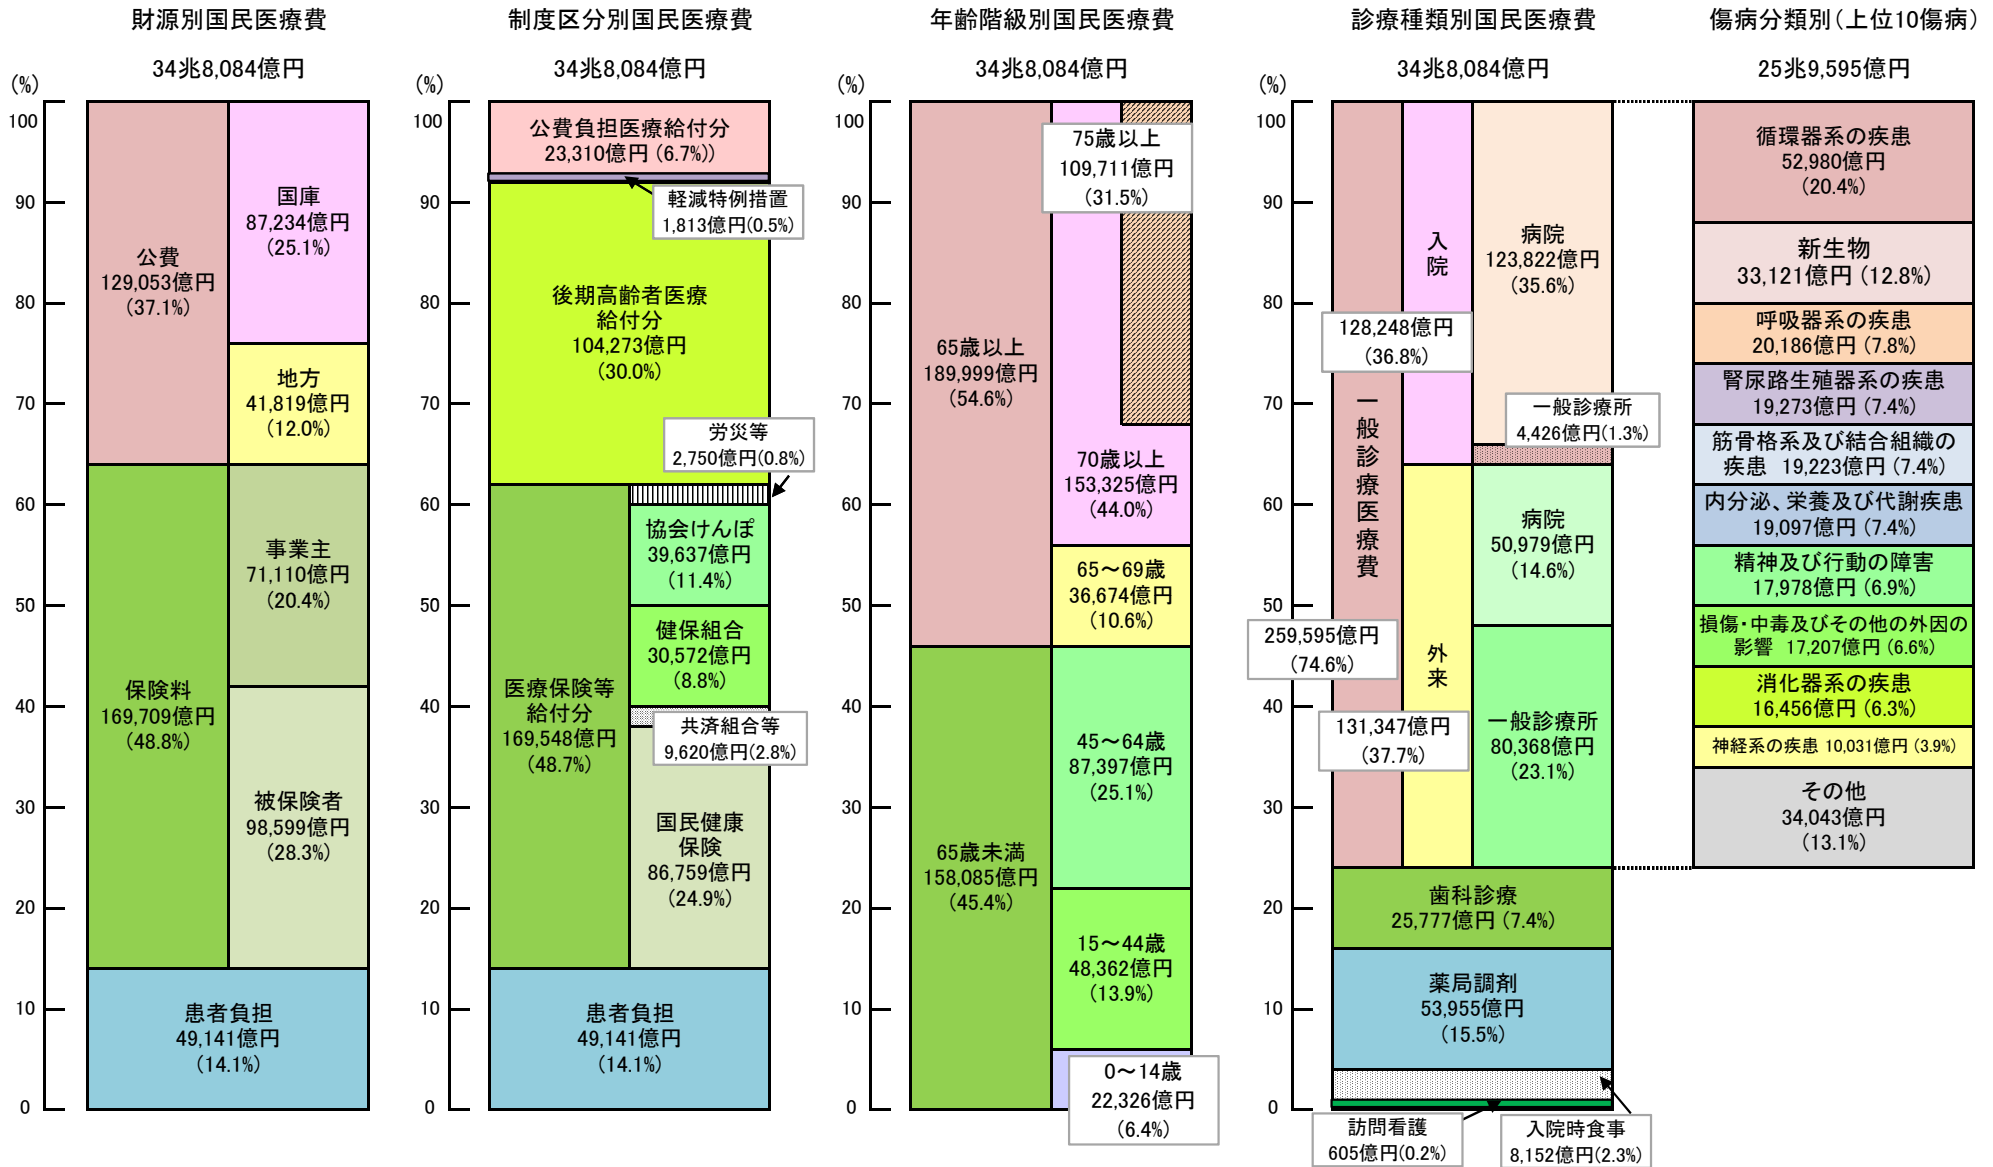 財源別国民医療費
34兆8,084億円
(%)
100
90
80
70
60
50
40
30
20
10
0
公費
129,053億円
(37.1%)
国庫
87,234億円
(25.1%)
地方
41,819億円
(12.0%)
保険料
169,709億円
(48.8%)
事業主
71,110億円
(20.4%)
被保険者
98,599億円
(28.3%)
患者負担
49,141億円
(14.1%)
制度区分別国民医療費
34兆8,084億円
(%)
100
90
80
70
60
50
40
30
20
10
0
公費負担医療給付分
23,310億円 (6.7%))
軽減特例措置
1,813億円(0.5%)
後期高齢者医療
給付分
104,273億円
(30.0%)
労災等
2,750億円(0.8%)
医療保険等
給付分
169,548億円
(48.7%)
協会けんぽ
39,637億円
(11.4%)
健保組合
30,572億円
(8.8%)
共済組合等
9,620億円(2.8%)
国民健康
保険
86,759億円
(24.9%)
患者負担
49,141億円
(14.1%)
年齢階級別国民医療費
34兆8,084億円
(%)
100
90
80
70
60
50
40
30
20
10
0
65歳以上
189,999億円
(54.6%)
75歳以上
109,711億円
(31.5%)
70歳以上
153,325億円
(44.0%)
65～69歳
36,674億円
(10.6%)
65歳未満
158,085億円
(45.4%)
45～64歳
87,397億円
(25.1%)
15～44歳
48,362億円
(13.9%)
0～14歳
22,326億円
(6.4%)
診療種類別国民医療費
34兆8,084億円
(%)
100
90
80
70
60
50
40
30
20
10
0
一般診療医療費
259,595億円
(74.6%)
入院
128,248億円
(36.8%)
病院
123,822億円
(35.6%)
一般診療所
4,426億円(1.3%)
外来
131,347億円
(37.7%)
病院
50,979億円
(14.6%)
一般診療所
80,368億円
(23.1%)
歯科診療
25,777億円 (7.4%)
薬局調剤
53,955億円
(15.5%)
訪問看護
605億円(0.2%)
入院時食事
8,152億円(2.3%)
傷病分類別（上位10傷病）
25兆9,595億円
循環器系の疾患
52,980億円
(20.4%)
新生物
33,121億円 (12.8%)
呼吸器系の疾患
20,186億円 (7.8%)
腎尿路生殖器系の疾患
19,273億円 (7.4%)
筋骨格系及び結合組織の
疾患 19,223億円 (7.4%)
内分泌、栄養及び代謝疾患
19,097億円 (7.4%)
精神及び行動の障害
17,978億円 (6.9%)
損傷・中毒及びその他の外因の
影響 17,207億円 (6.6%)
消化器系の疾患
16,456億円 (6.3%)
神経系の疾患 10,031億円 (3.9%)
その他
34,043億円
(13.1%)